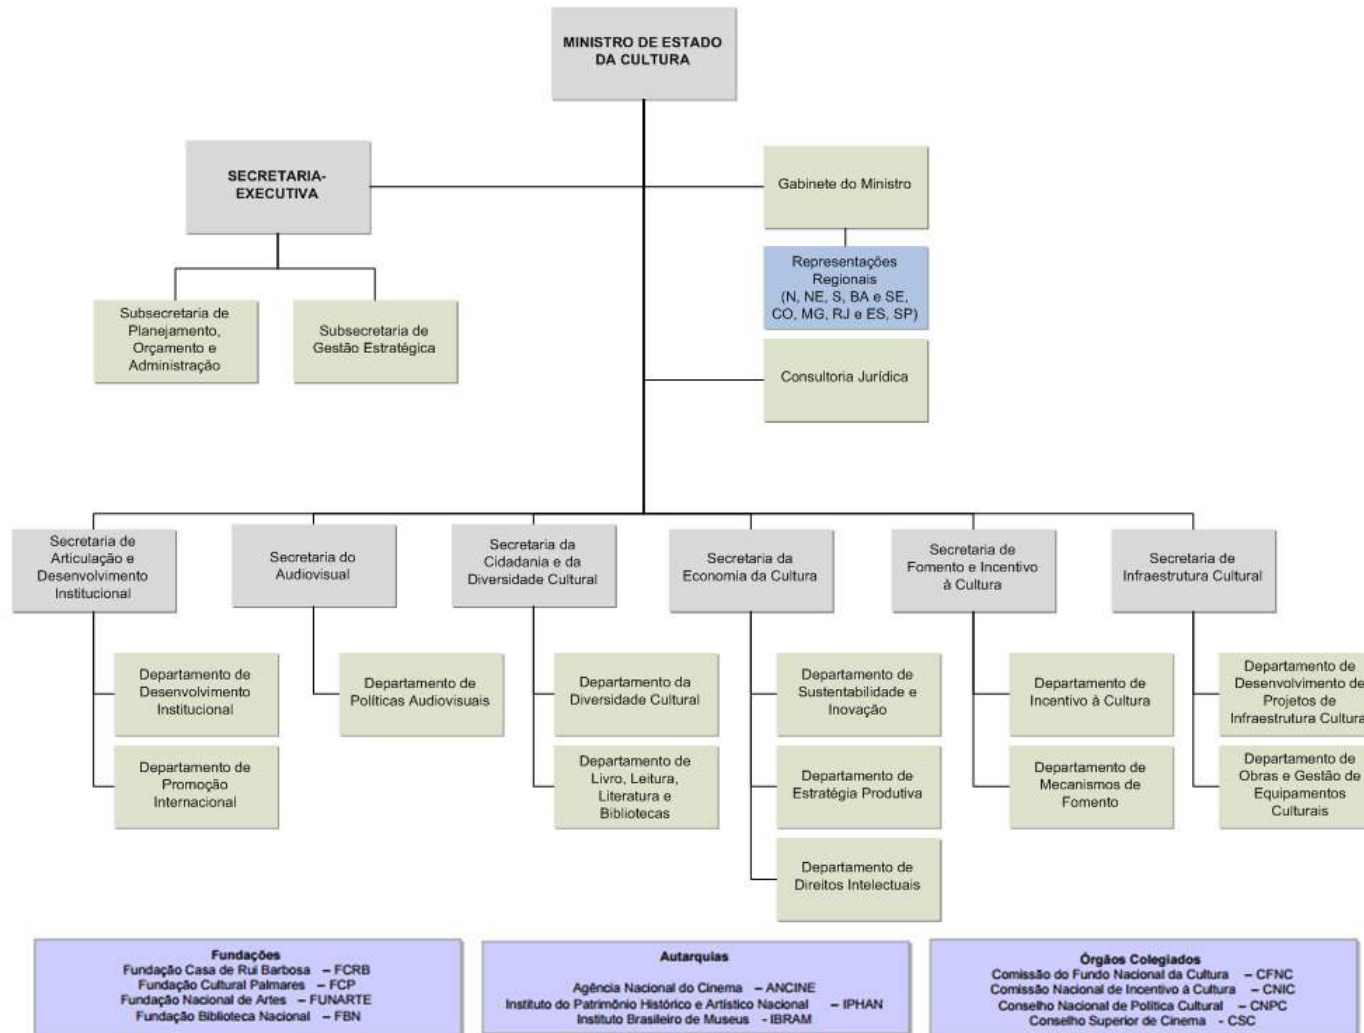 MINISTRO DE ESTADO
DA CULTURA
SECRETARIA-
EXECUTIVA
Gabinete do Ministro
Representações
Regionais
(N, NE, S, BA e SE,
CO, MG, RJ e ES, SP)
Subsecretaria de
Planejamento,
Orçamento e
Administração
Subsecretaria de
Gestão Estratégica
Consultoria Jurídica
Secretaria de
Articulação e
Desenvolvimento
Institucional
Secretaria do
Audiovisual
Secretaria da
Cidadania e da
Diversidade Cultural
Secretaria da
Economia da Cultura
Secretaria de
Fomento e Incentivo
à Cultura
Secretaria de
Infraestrutura Cultural
Departamento de
Desenvolvimento
Institucional
Departamento de
Políticas Audiovisuais
Departamento da
Diversidade Cultural
Departamento de
Sustentabilidade e
Inovação
Departamento de
Incentivo à Cultura
Departamento de
Desenvolvimento de
Projetos de
Infraestrutura Cultural
Departamento de
Promoção
Internacional
Departamento de
Livro, Leitura,
Literatura e
Bibliotecas
Departamento de
Estratégia Produtiva
Departamento de
Mecanismos de
Fomento
Departamento de
Obras e Gestão de
Equipamentos
Culturais
Departamento de
Direitos Intelectuais
Fundações
Fundação Casa de Rui Barbosa – FCRB
Fundação Cultural Palmares – FCP
Fundação Nacional de Artes – FUNARTE
Fundação Biblioteca Nacional – FBN
Autarquias
Agência Nacional do Cinema – ANCINE
Instituto do Patrimônio Histórico e Artístico Nacional – IPHAN
Instituto Brasileiro de Museus - IBRAM
Órgãos Colegiados
Comissão do Fundo Nacional da Cultura – CFNC
Comissão Nacional de Incentivo à Cultura – CNIC
Conselho Nacional de Política Cultural – CNPC
Conselho Superior de Cinema - CSC